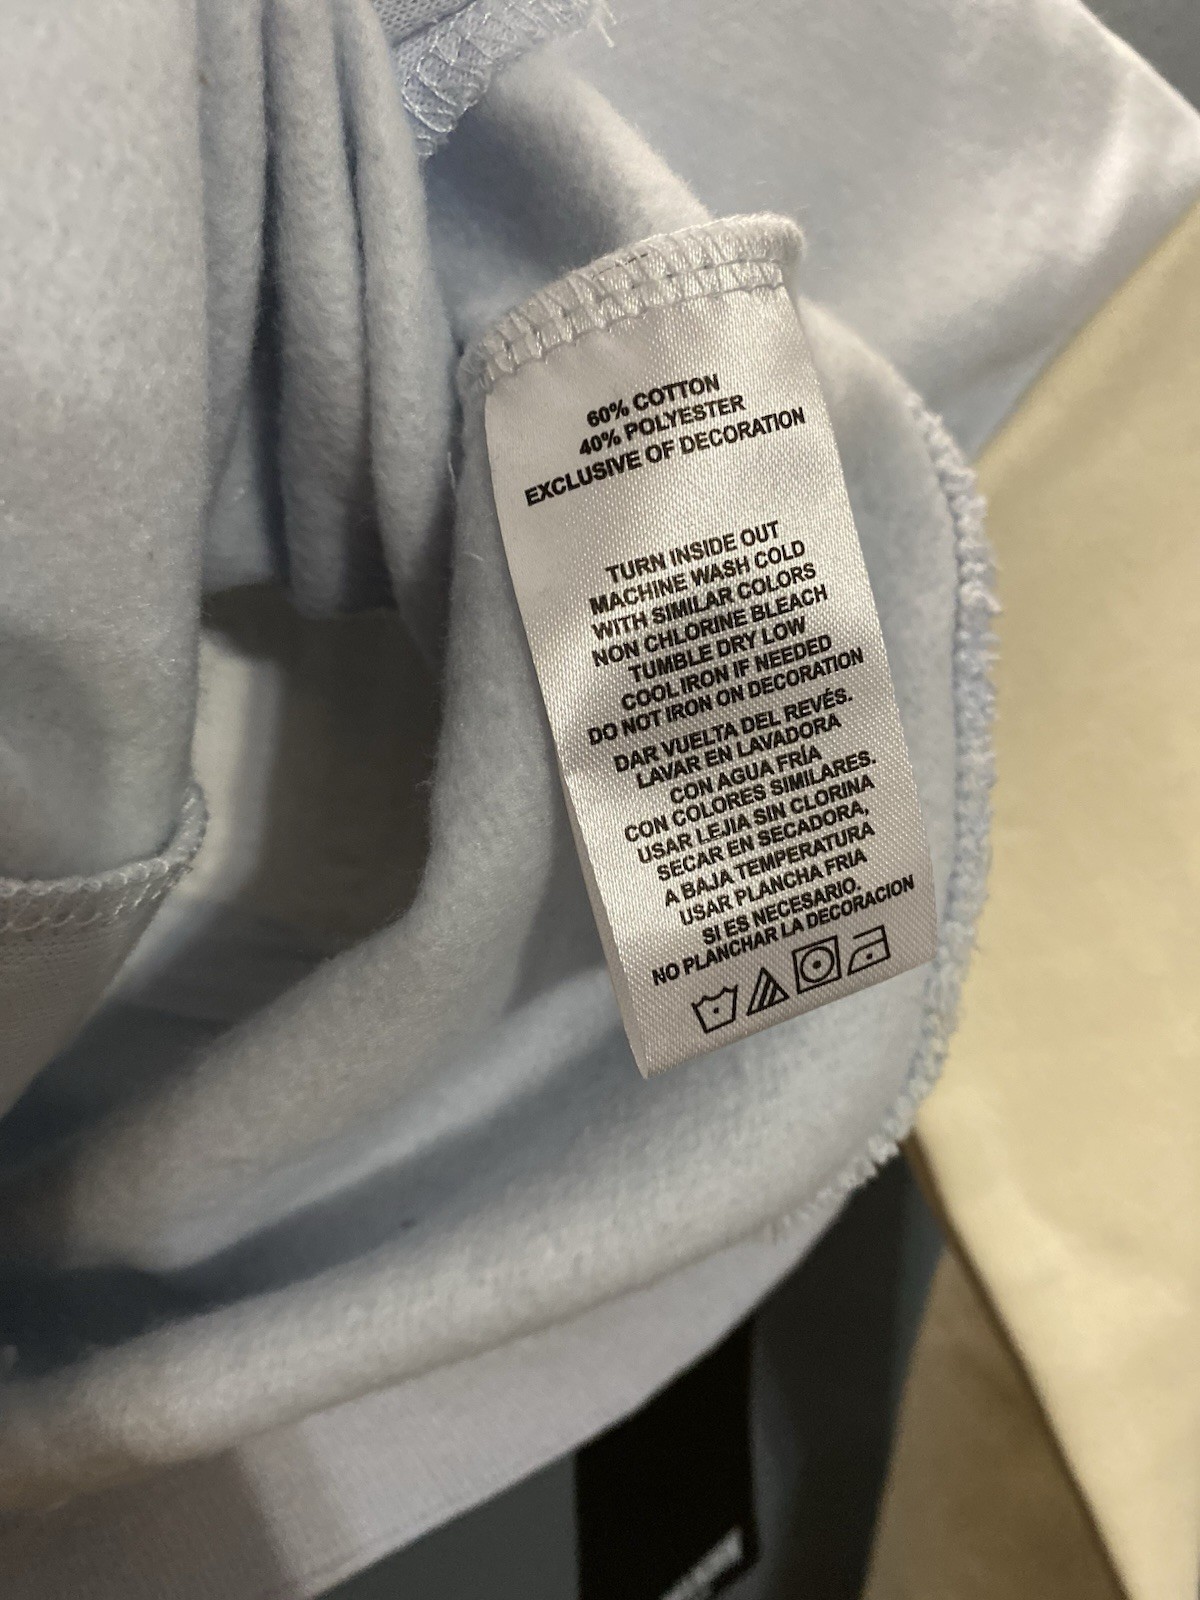 60% COTTON
40% POLYESTER
EXCLUSIVE OF DECORATION
TURN INSIDE OUT
MACHINE WASH COLD
WITH SIMILAR COLORS
NON CHLORINE BLEACH
TUMBLE DRY LOW
COOL IRON IF NEEDED
DO NOT IRON ON DECORATION
DAR VUELTA DEL REVÉS.
LAVAR EN LAVADORA
CON AGUA FRÍA
CON COLORES SIMILARES.
USAR LEJIA SIN CLORINA
SECAR EN SECADORA,
A BAJA TEMPERATURA
USAR PLANCHA FRIA
SI ES NECESARIO.
NO PLANCHAR LA DECORACION